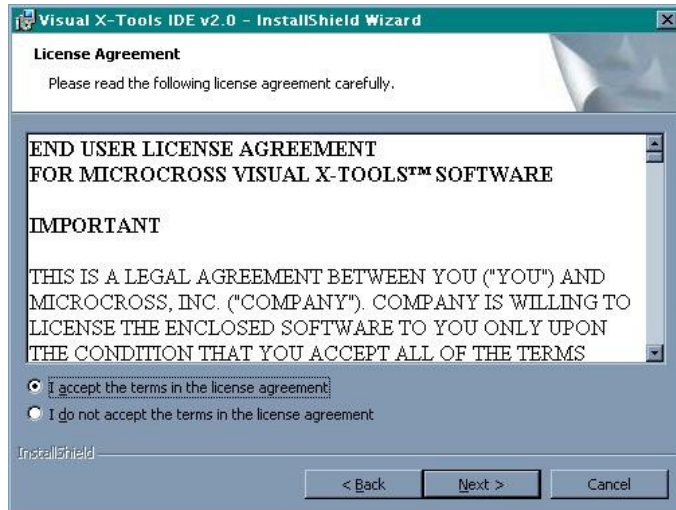 Visual X-Tools IDE v2.0 - InstallShield Wizard
License Agreement
Please read the following license agreement carefully.
END USER LICENSE AGREEMENT
FOR MICROCROSS VISUAL X-TOOLS™ SOFTWARE
IMPORTANT
THIS IS A LEGAL AGREEMENT BETWEEN YOU ("YOU") AND
MICROCROSS, INC. ("COMPANY"). COMPANY IS WILLING TO
LICENSE THE ENCLOSED SOFTWARE TO YOU ONLY UPON
THE CONDITION THAT YOU ACCEPT ALL OF THE TERMS
I accept the terms in the license agreement
I do not accept the terms in the license agreement
InstallShield
< Back Next > Cancel